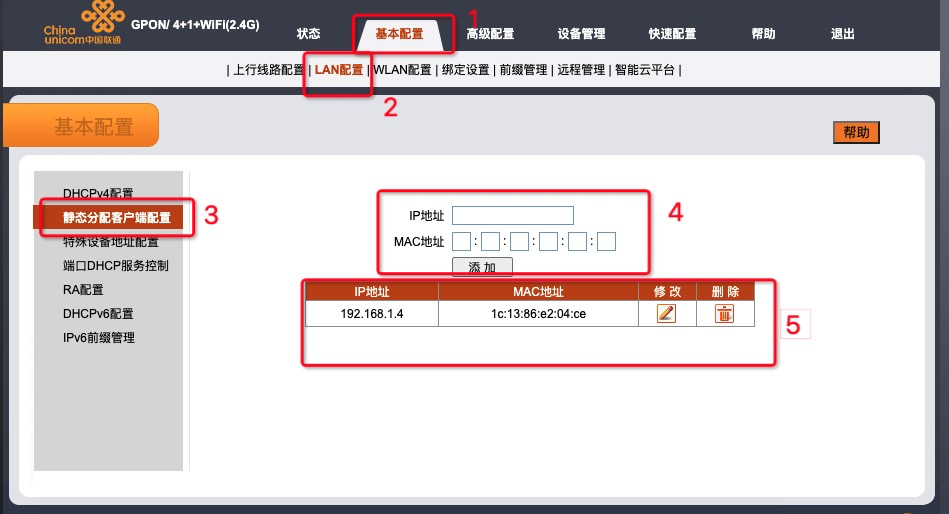 China
unicom中国联通
GPON/ 4+1+WiFi(2.4G)
状态
基本配置
1
高级配置
设备管理
快速配置
帮助
退出
| 上行线路配置 | LAN配置 | WLAN配置 | 绑定设置 | 前缀管理 | 远程管理 | 智能云平台 |
2
基本配置
帮助
DHCPv4配置
静态分配客户端配置
3
特殊设备地址配置
端口DHCP服务控制
RA配置
DHCPv6配置
IPv6前缀管理
IP地址
4
MAC地址 : : : : :
添 加
IP地址 MAC地址 修 改 删 除
192.168.1.4 1c:13:86:e2:04:ce
5